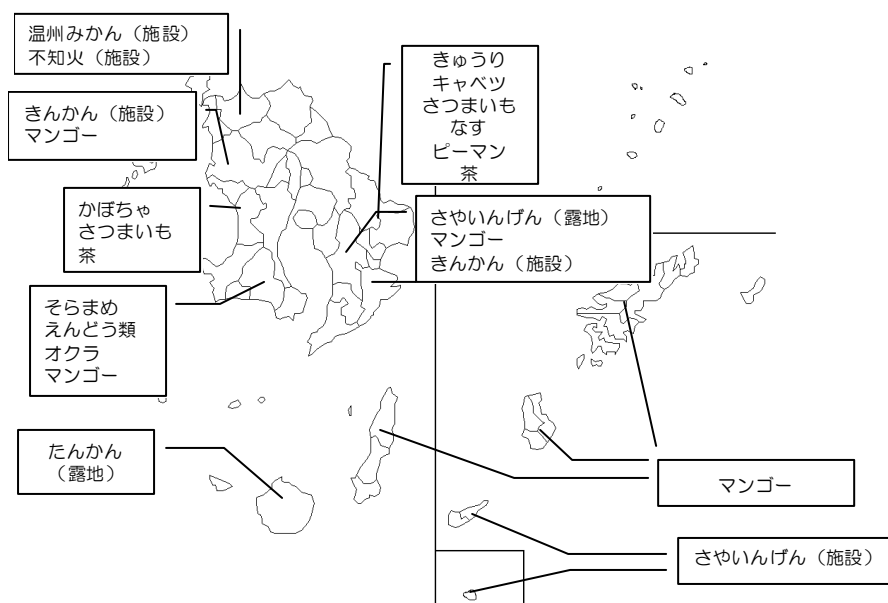 温州みかん（施設）
不知火（施設）
きんかん（施設）
マンゴー
かぼちゃ
さつまいも
茶
そらまめ
えんどう類
オクラ
マンゴー
たんかん
（露地）
きゅうり
キャベツ
さつまいも
なす
ピーマン
茶
さやいんげん（露地）
マンゴー
きんかん（施設）
マンゴー
さやいんげん（施設）